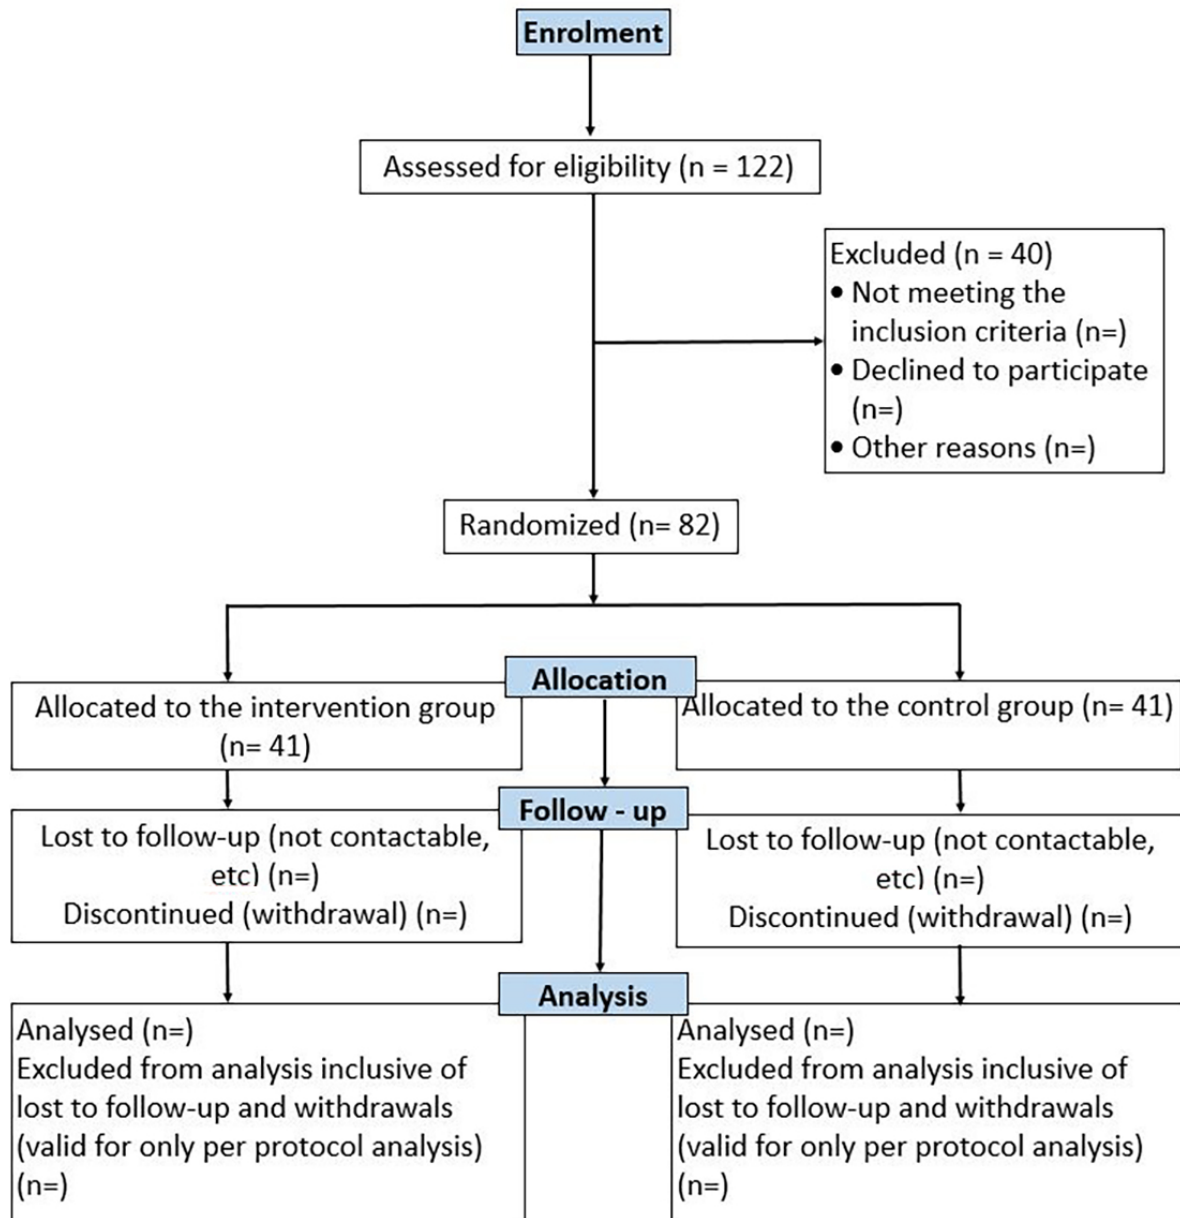 Enrolment
Assessed for eligibility (n = 122)
Excluded (n = 40)
• Not meeting the
inclusion criteria (n=)
• Declined to participate
(n=)
• Other reasons (n=)
Randomized (n= 82)
Allocation
Allocated to the intervention group
(n= 41)
Allocated to the control group (n= 41)
Follow - up
Lost to follow-up (not contactable,
etc) (n=)
Discontinued (withdrawal) (n=)
Lost to follow-up (not contactable,
etc) (n=)
Discontinued (withdrawal) (n=)
Analysis
Analysed (n=)
Excluded from analysis inclusive of
lost to follow-up and withdrawals
(valid for only per protocol analysis)
(n=)
Analysed (n=)
Excluded from analysis inclusive of
lost to follow-up and withdrawals
(valid for only per protocol analysis)
(n=)